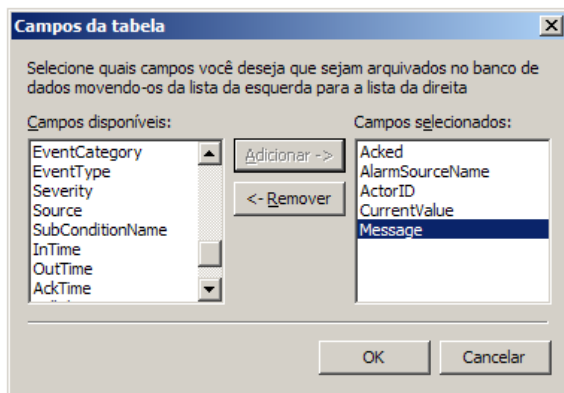 Campos da tabela
Selecione quais campos você deseja que sejam arquivados no banco de
dados movendo-os da lista da esquerda para a lista da direita
Campos disponíveis:
EventCategory
EventType
Severity
Source
SubConditionName
InTime
OutTime
AckTime
Adicionar ->
<- Remover
Campos selecionados:
Acked
AlarmSourceName
ActorID
CurrentValue
Message
OK
Cancelar